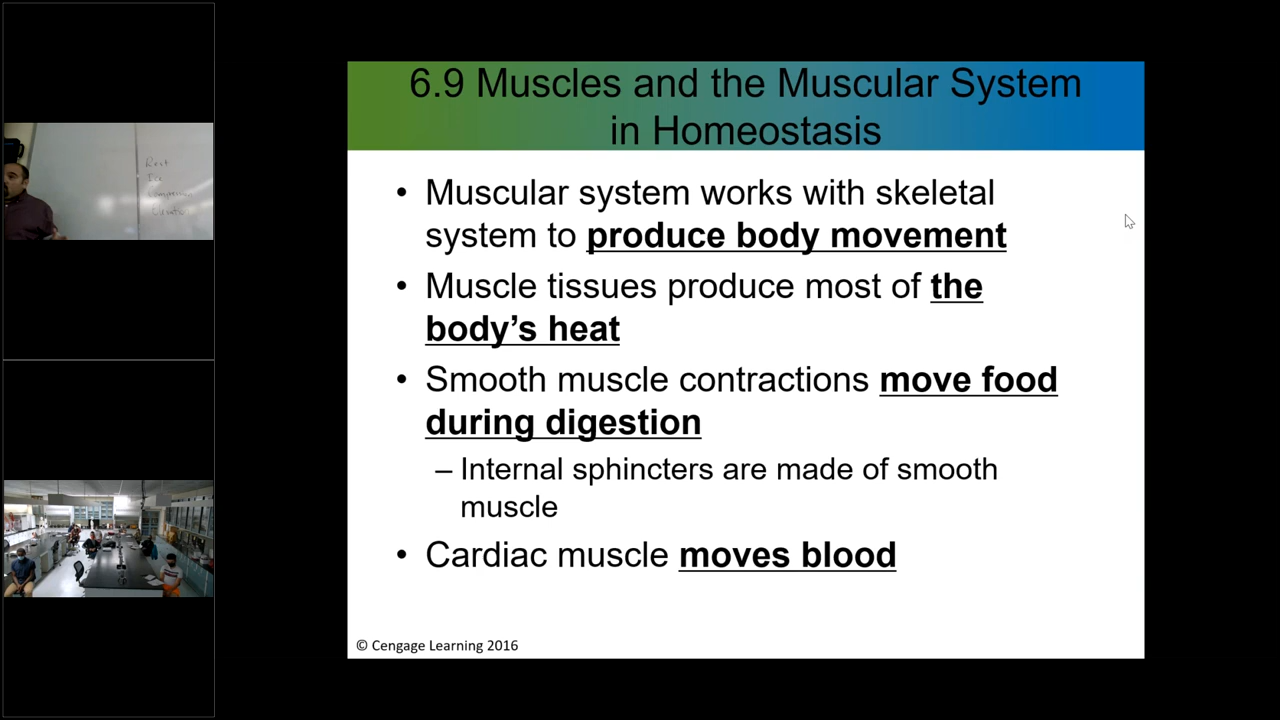 6.9 Muscles and the Muscular System
in Homeostasis
• Muscular system works with skeletal
system to produce body movement
• Muscle tissues produce most of the
body’s heat
• Smooth muscle contractions move food
during digestion
– Internal sphincters are made of smooth
muscle
• Cardiac muscle moves blood
© Cengage Learning 2016
Rest
Ice